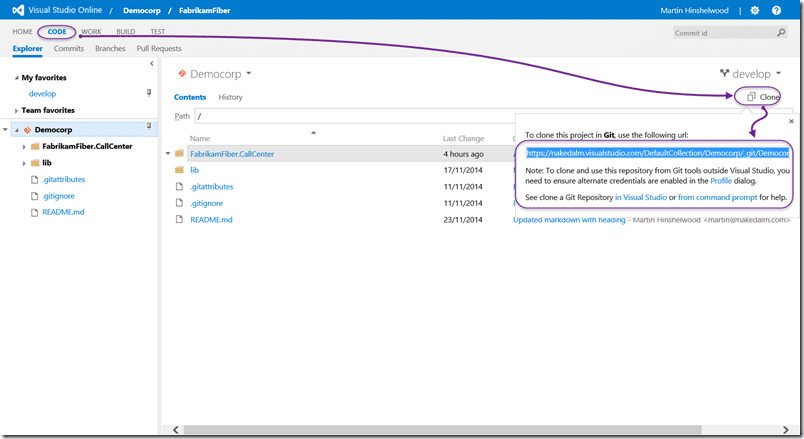 Visual Studio Online / Democorp / FabrikamFiber
Martin Hinshelwood |
HOME CODE WORK BUILD TEST
Commit id
Explorer Commits Branches Pull Requests
My favorites
develop
Team favorites
Democorp
FabrikamFiber.CallCenter
lib
.gitattributes
.gitignore
README.md
Democorp
develop
Contents History
Clone
Path /
Name Last Change
FabrikamFiber.CallCenter 4 hours ago
lib 17/11/2014
.gitattributes 11/11/2014
.gitignore 11/11/2014
README.md 23/11/2014 Updated markdown with heading - Martin Hinshelwood <martin@nakedalm.com>
To clone this project in Git, use the following url:
https://nakedalm.visualstudio.com/DefaultCollection/Democorp/_git/Democor
Note: To clone and use this repository from Git tools outside Visual Studio, you
need to ensure alternate credentials are enabled in the Profile dialog.
See clone a Git Repository in Visual Studio or from command prompt for help.